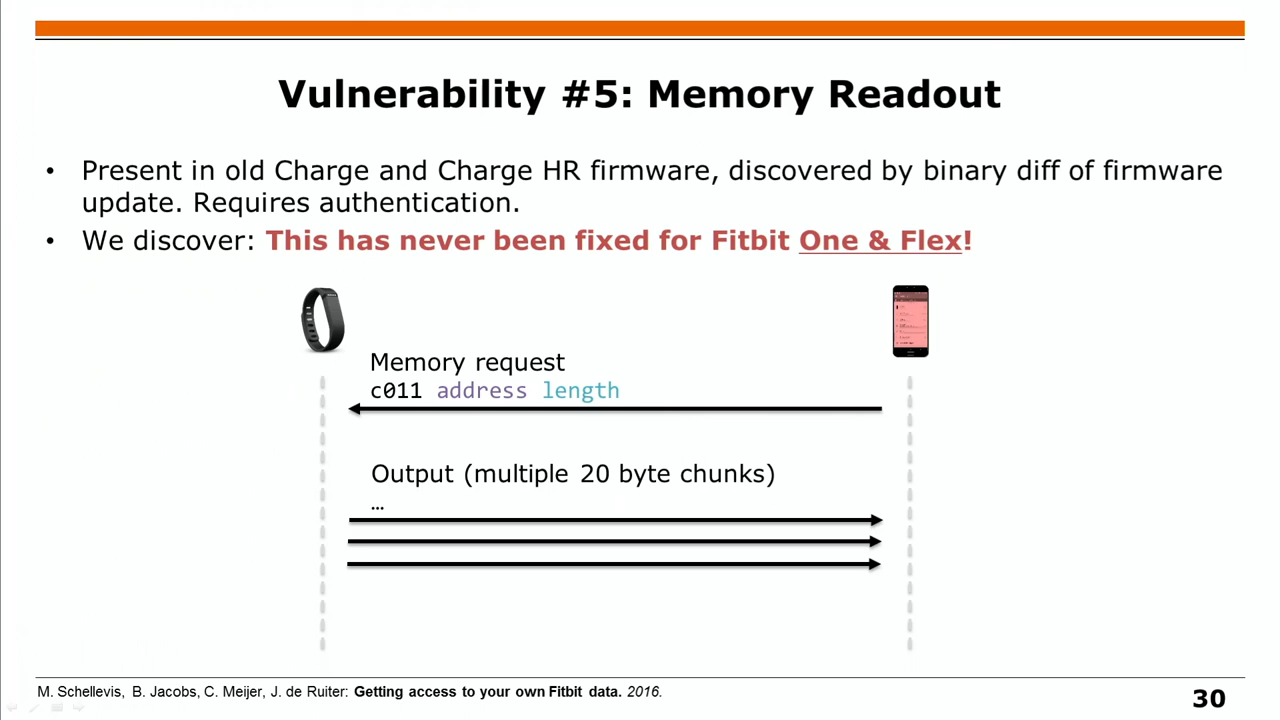 Vulnerability #5: Memory Readout
• Present in old Charge and Charge HR firmware, discovered by binary diff of firmware
update. Requires authentication.
• We discover: This has never been fixed for Fitbit One & Flex!
Memory request
c011 address length
Output (multiple 20 byte chunks)
…
M. Schellevis, B. Jacobs, C. Meijer, J. de Ruiter: Getting access to your own Fitbit data. 2016.
30